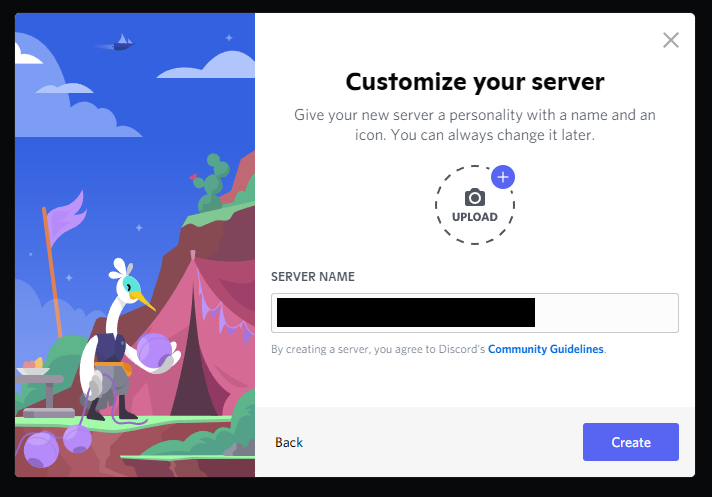 Customize your server
Give your new server a personality with a name and an
icon. You can always change it later.
UPLOAD
SERVER NAME
By creating a server, you agree to Discord's Community Guidelines.
Back
Create